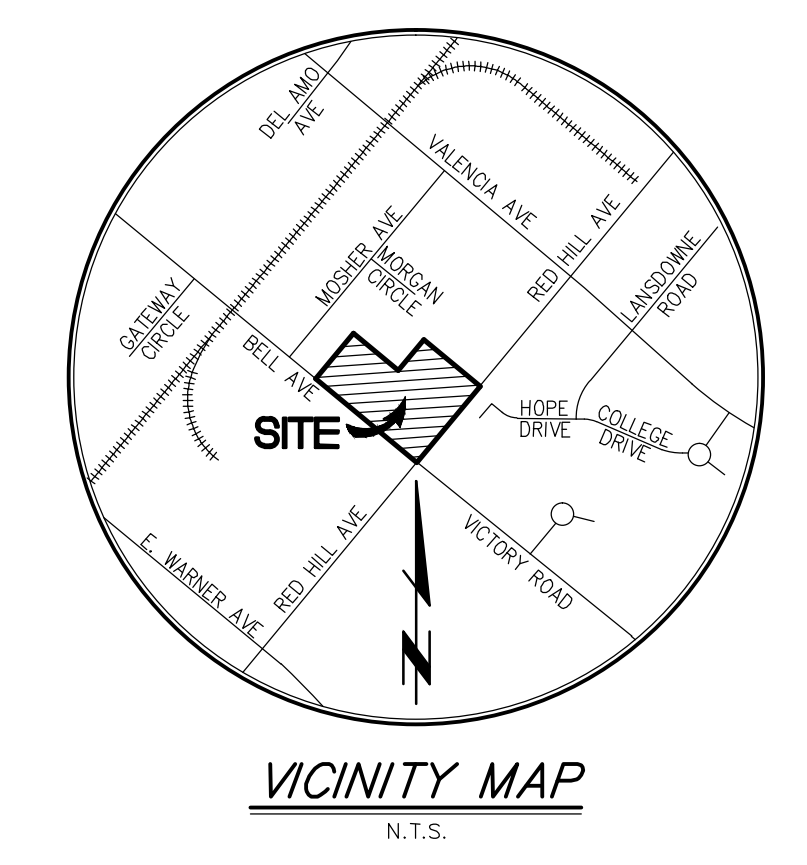 DEL AMO
AVE
VALENCIA AVE
MOSHER AVE
MORGAN
CIRCLE
RED HILL AVE
LANSDOWNE
ROAD
GATEWAY
CIRCLE
BELL AVE
SITE
HOPE
DRIVE
COLLEGE
DRIVE
E. WARNER AVE
RED HILL AVE
VICTORY ROAD
N
VICINITY MAP
N.T.S.